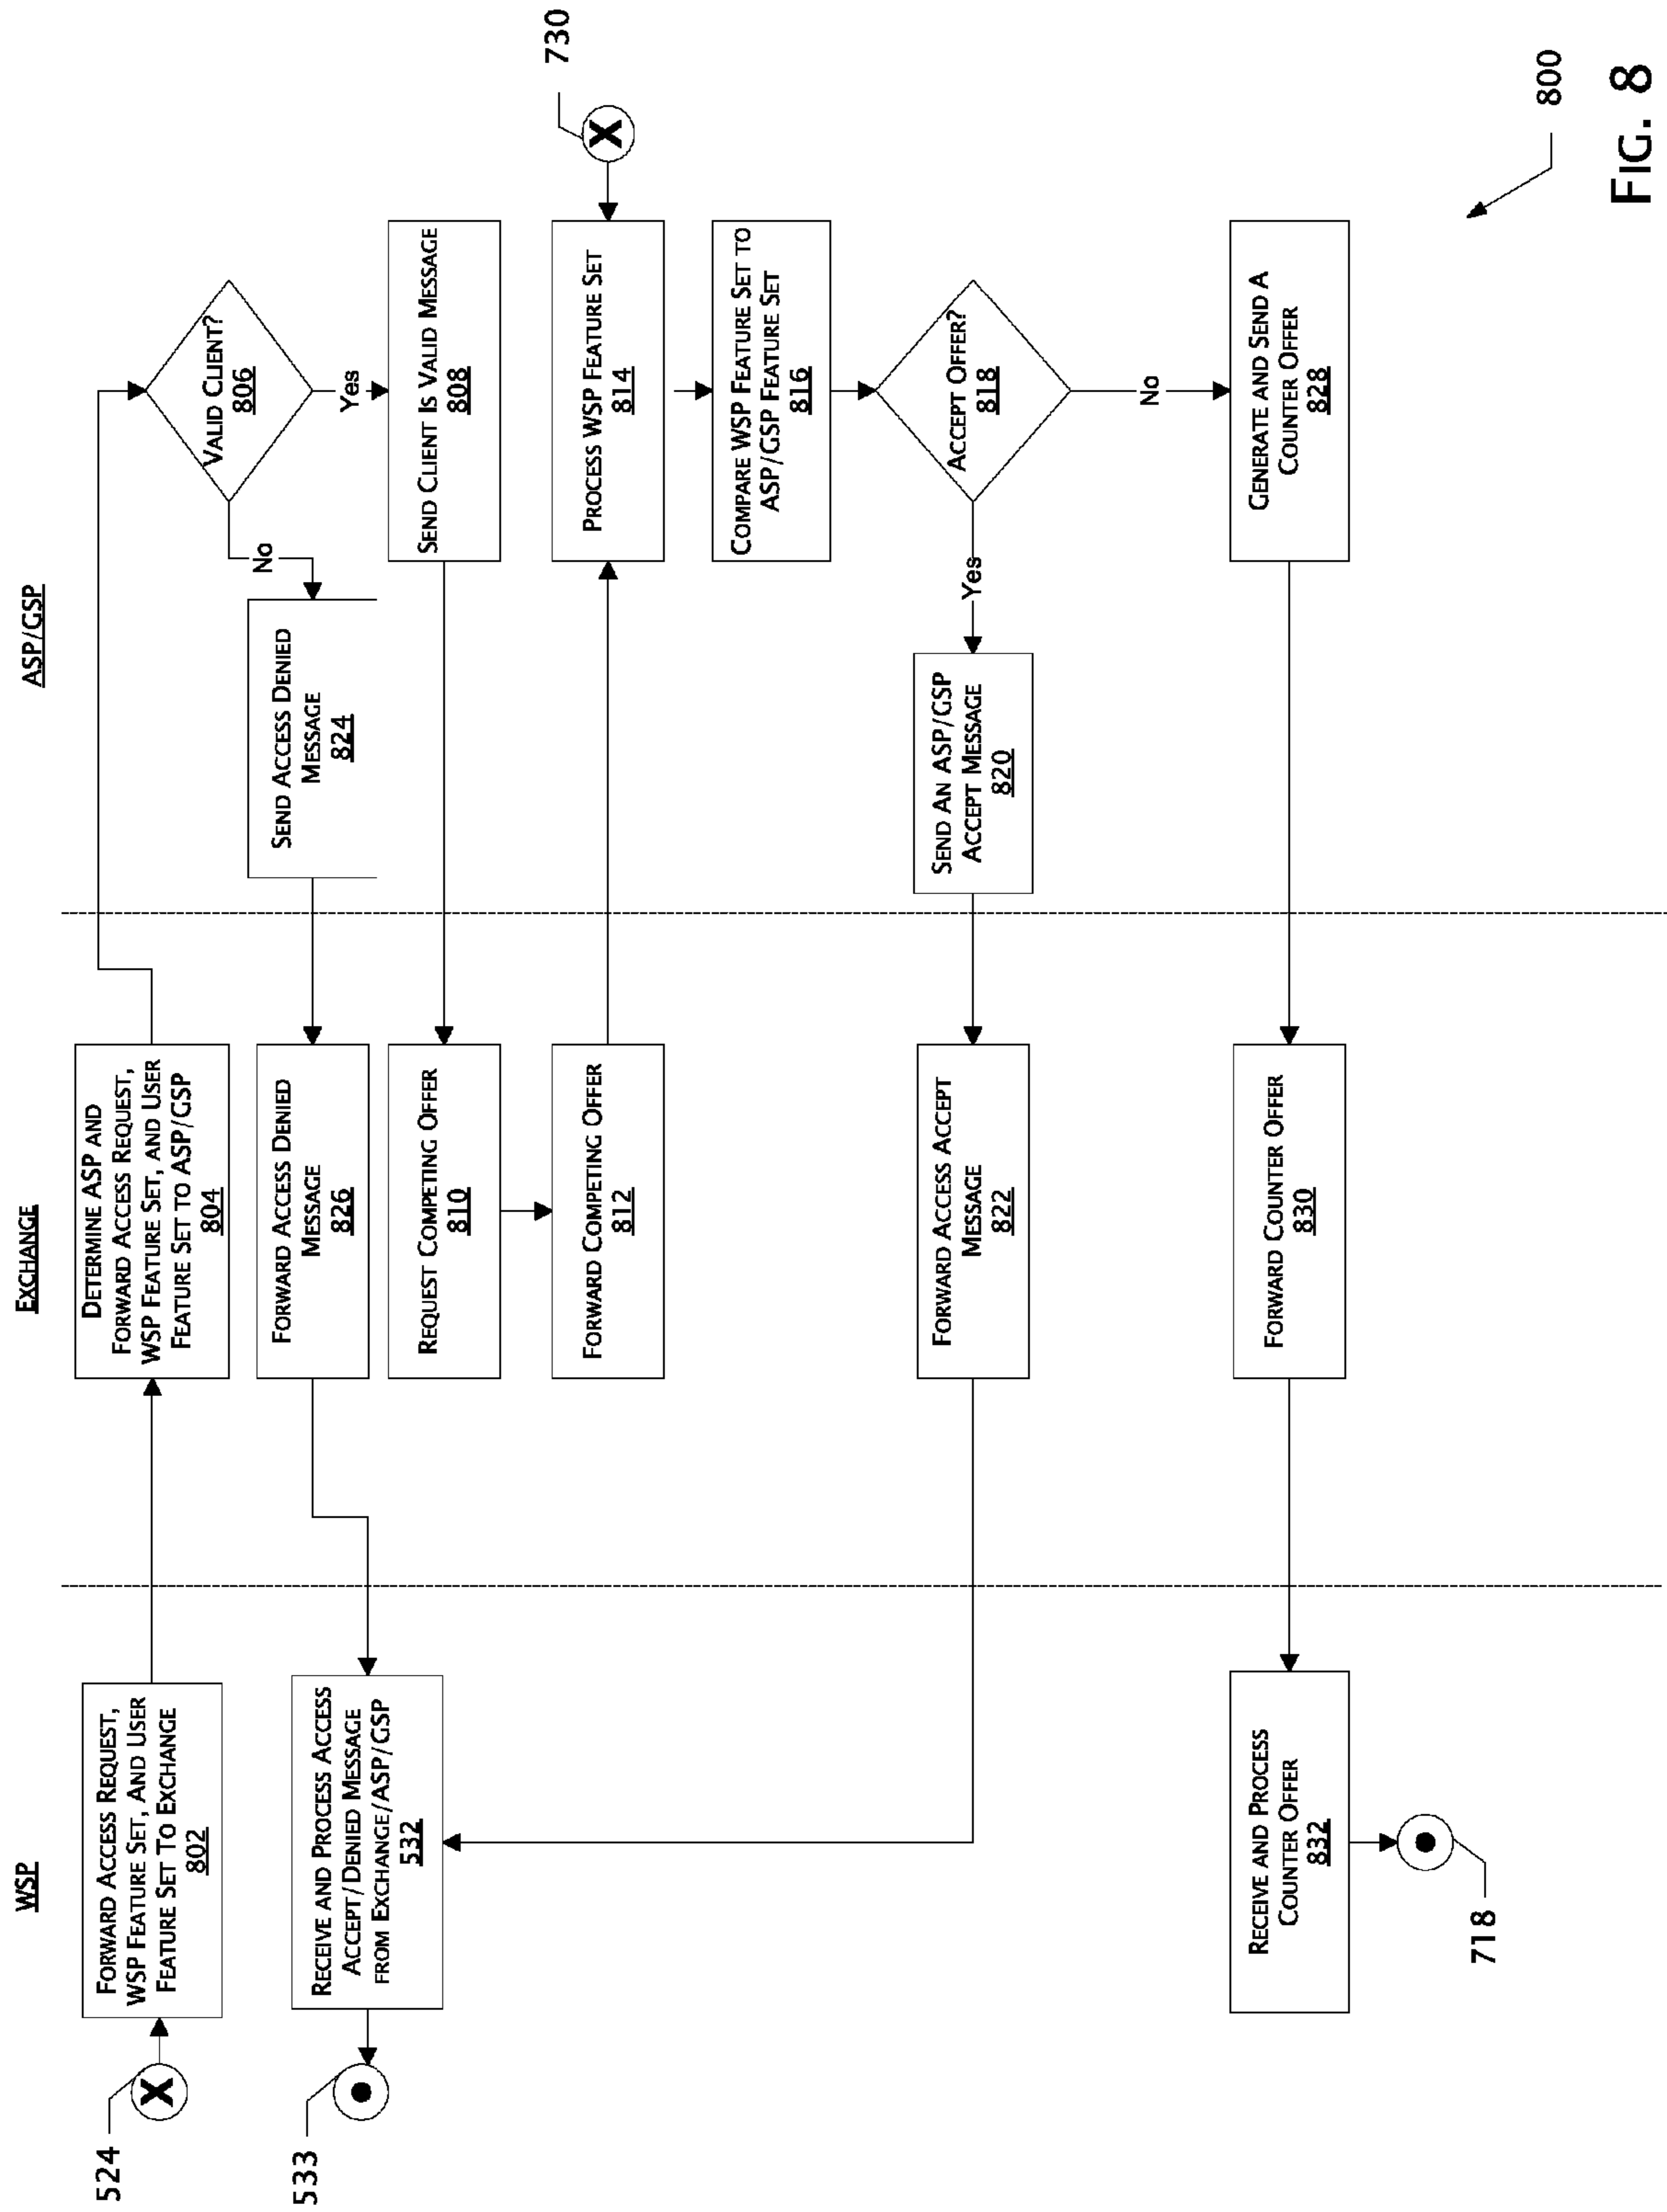 WSP
EXCHANGE
ASP/GSP
524
X
FORWARD ACCESS REQUEST,
WSP FEATURE SET, AND USER
FEATURE SET TO EXCHANGE
802
DETERMINE ASP AND
FORWARD ACCESS REQUEST,
WSP FEATURE SET, AND USER
FEATURE SET TO ASP/GSP
804
VALID CLIENT?
806
No
Yes
SEND ACCESS DENIED
MESSAGE
824
FORWARD ACCESS DENIED
MESSAGE
826
533
RECEIVE AND PROCESS ACCESS
ACCEPT/DENIED MESSAGE
FROM EXCHANGE/ASP/GSP
532
SEND CLIENT IS VALID MESSAGE
808
REQUEST COMPETING OFFER
810
FORWARD COMPETING OFFER
812
PROCESS WSP FEATURE SET
814
X
730
COMPARE WSP FEATURE SET TO
ASP/GSP FEATURE SET
816
ACCEPT OFFER?
818
Yes
No
SEND AN ASP/GSP
ACCEPT MESSAGE
820
FORWARD ACCESS ACCEPT
MESSAGE
822
GENERATE AND SEND A
COUNTER OFFER
828
FORWARD COUNTER OFFER
830
RECEIVE AND PROCESS
COUNTER OFFER
832
718
800
FIG. 8